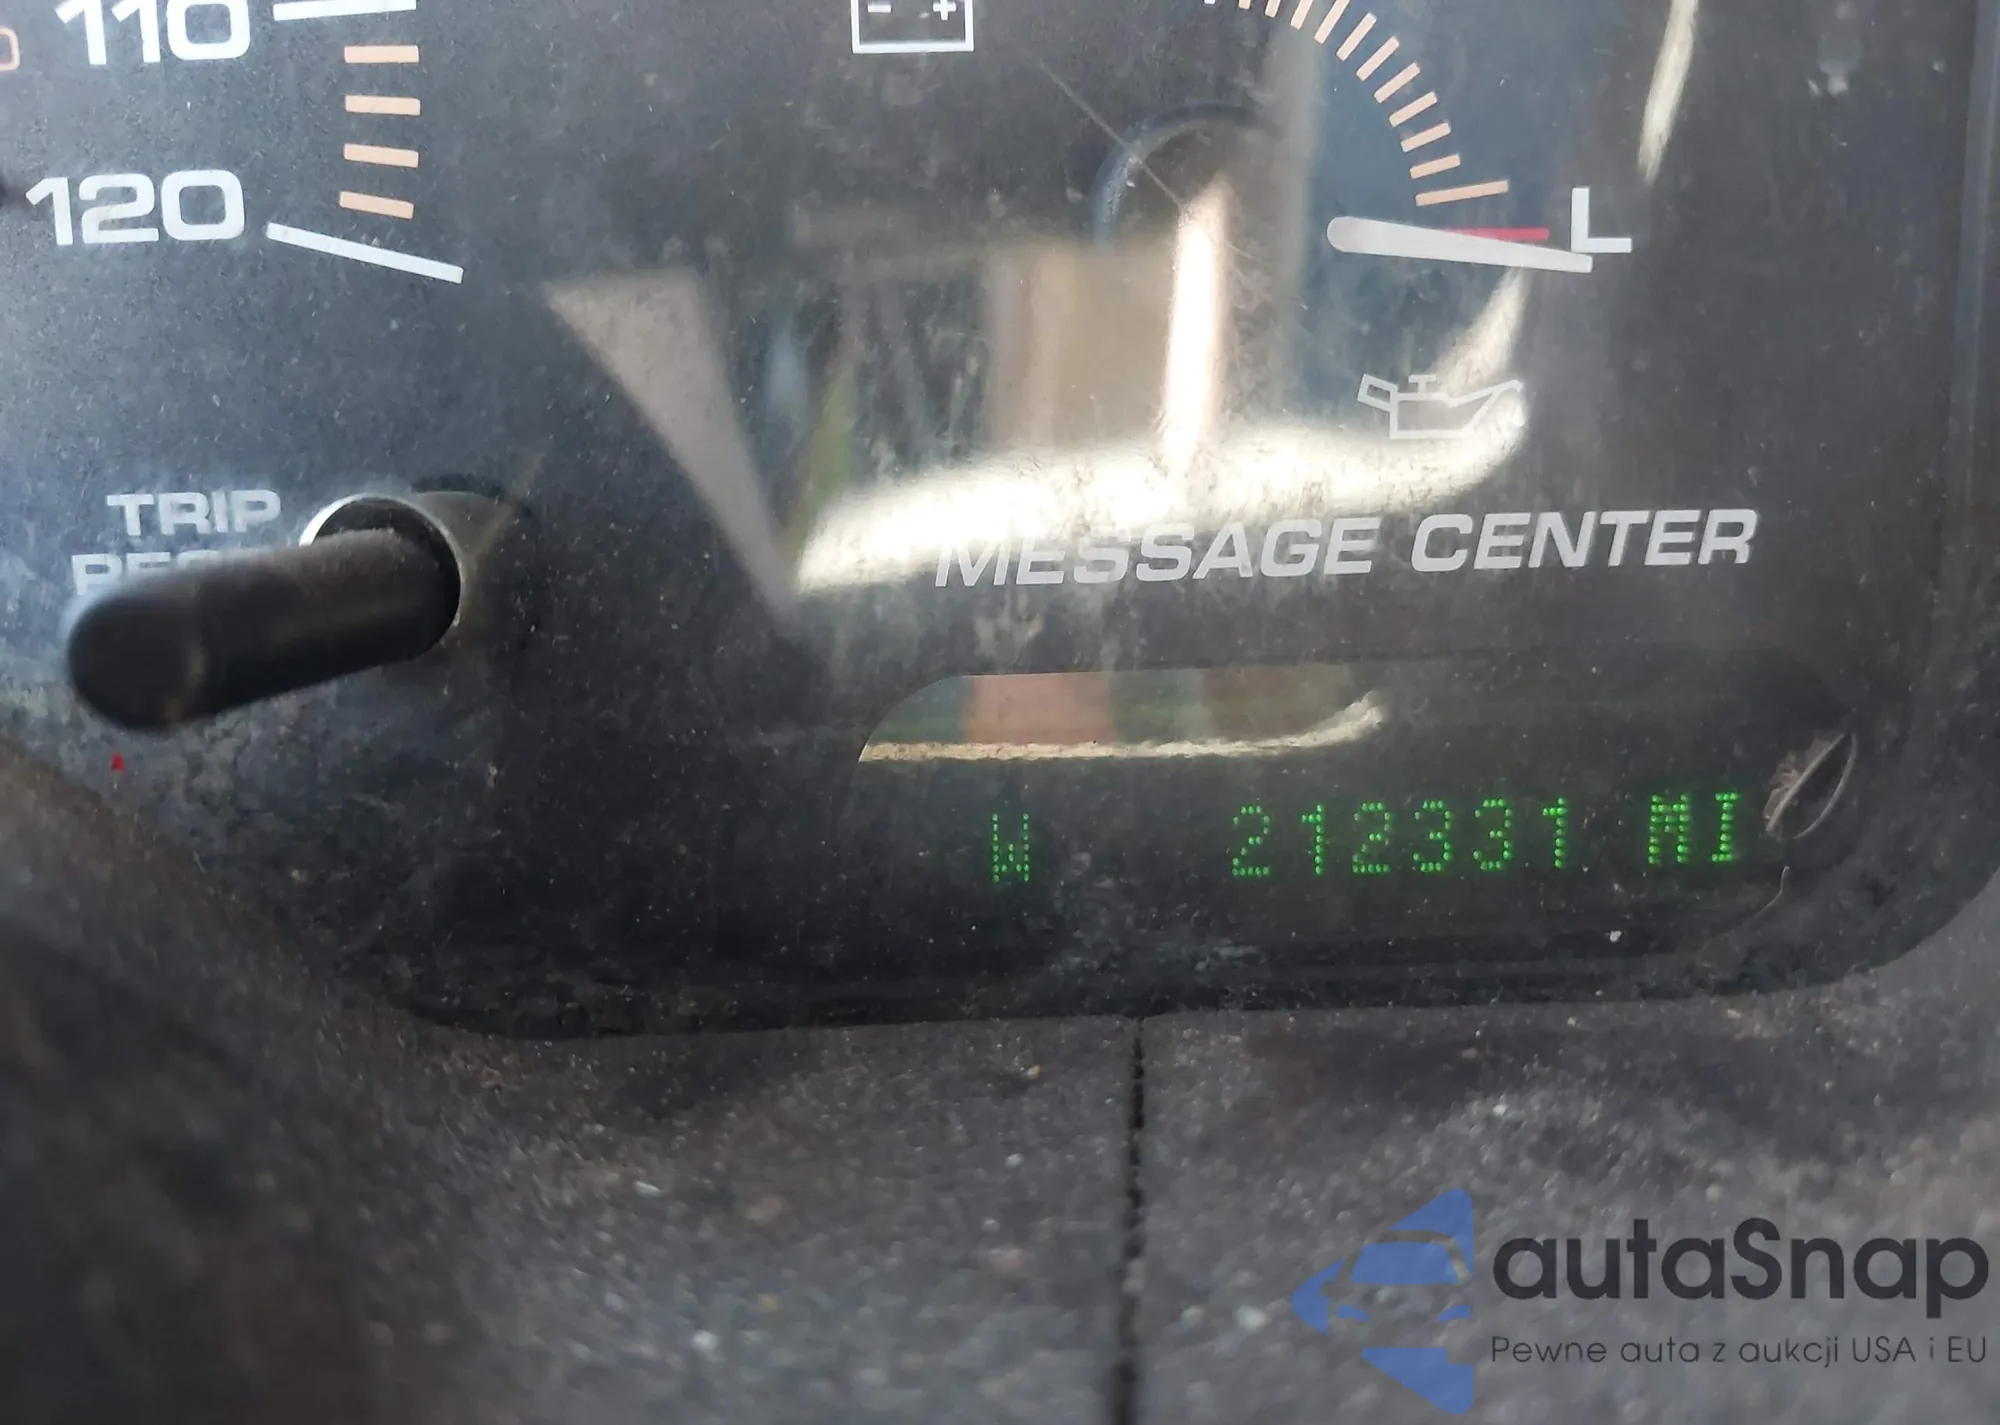 110
120
L
TRIP
MESSAGE CENTER
W 212331 MI
autaSnap
Pewne auta z aukcji USA i EU